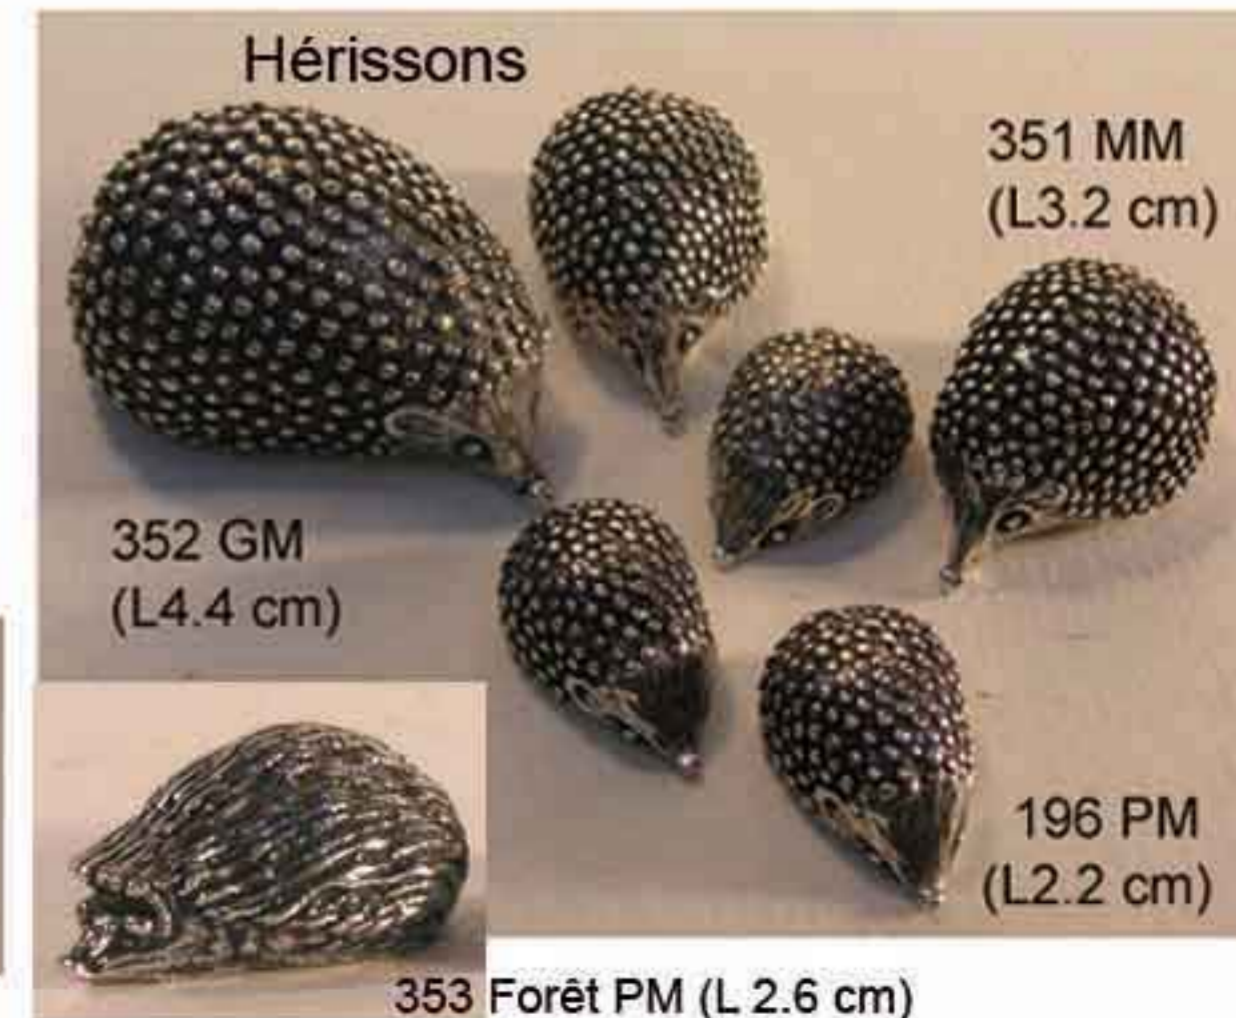 Hérissons
351 MM
(L3.2 cm)
352 GM
(L4.4 cm)
196 PM
(L2.2 cm)
353 Forêt PM (L 2.6 cm)